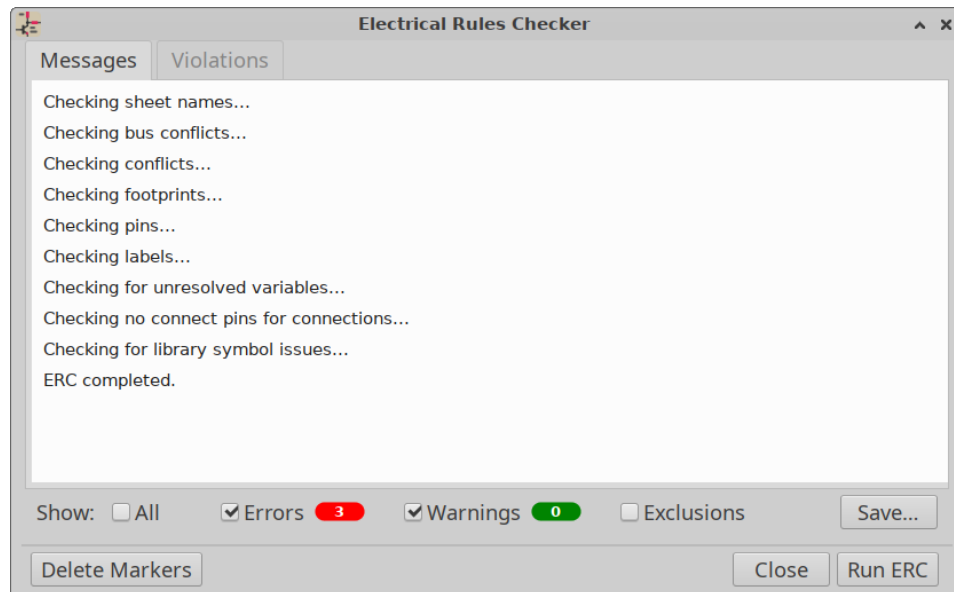 Electrical Rules Checker
Messages Violations
Checking sheet names...
Checking bus conflicts...
Checking conflicts...
Checking footprints...
Checking pins...
Checking labels...
Checking for unresolved variables...
Checking no connect pins for connections...
Checking for library symbol issues...
ERC completed.
Show: All Errors 3 Warnings 0 Exclusions Save...
Delete Markers Close Run ERC